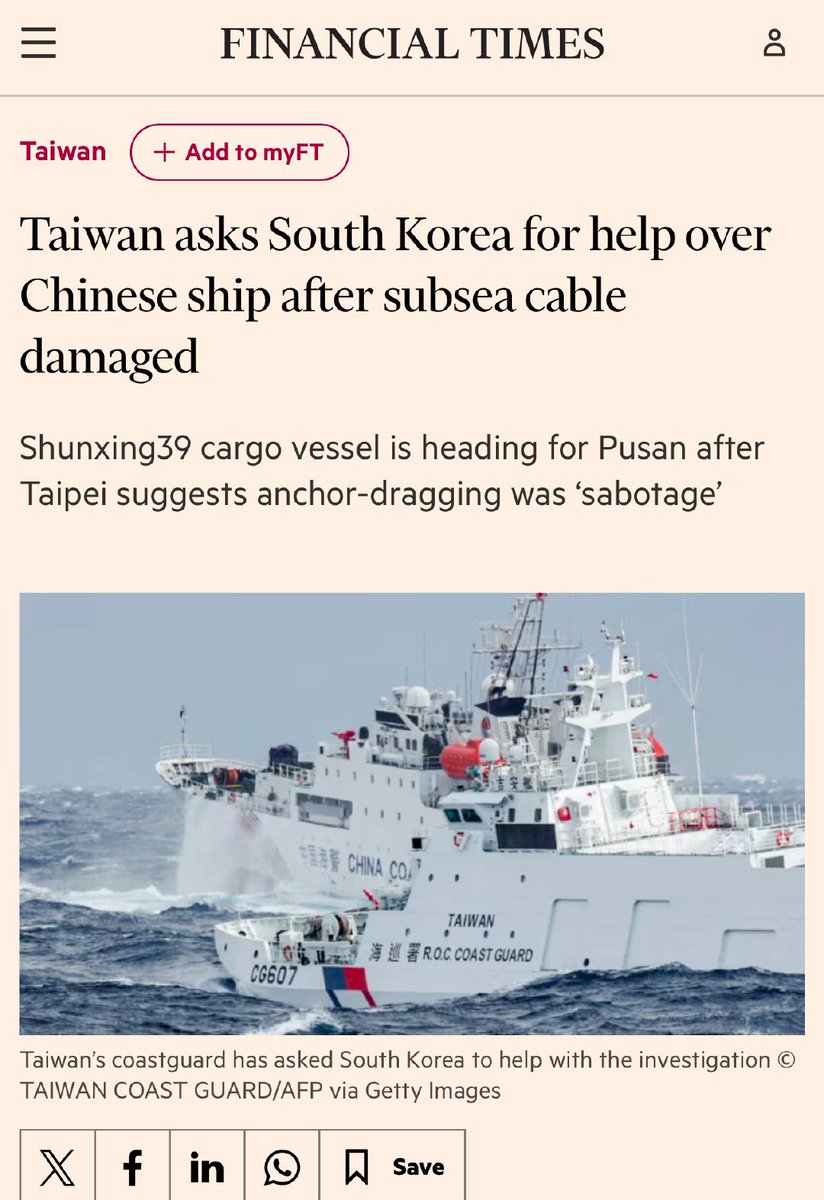 FINANCIAL TIMES
Taiwan
+ Add to myFT
Taiwan asks South Korea for help over
Chinese ship after subsea cable
damaged
Shunxing39 cargo vessel is heading for Pusan after
Taipei suggests anchor-dragging was ‘sabotage’
中国海警 CHINA COA
TAIWAN
海巡署 R.O.C. COAST GUARD
CG607
Taiwan’s coastguard has asked South Korea to help with the investigation ©
TAIWAN COAST GUARD/AFP via Getty Images
Save